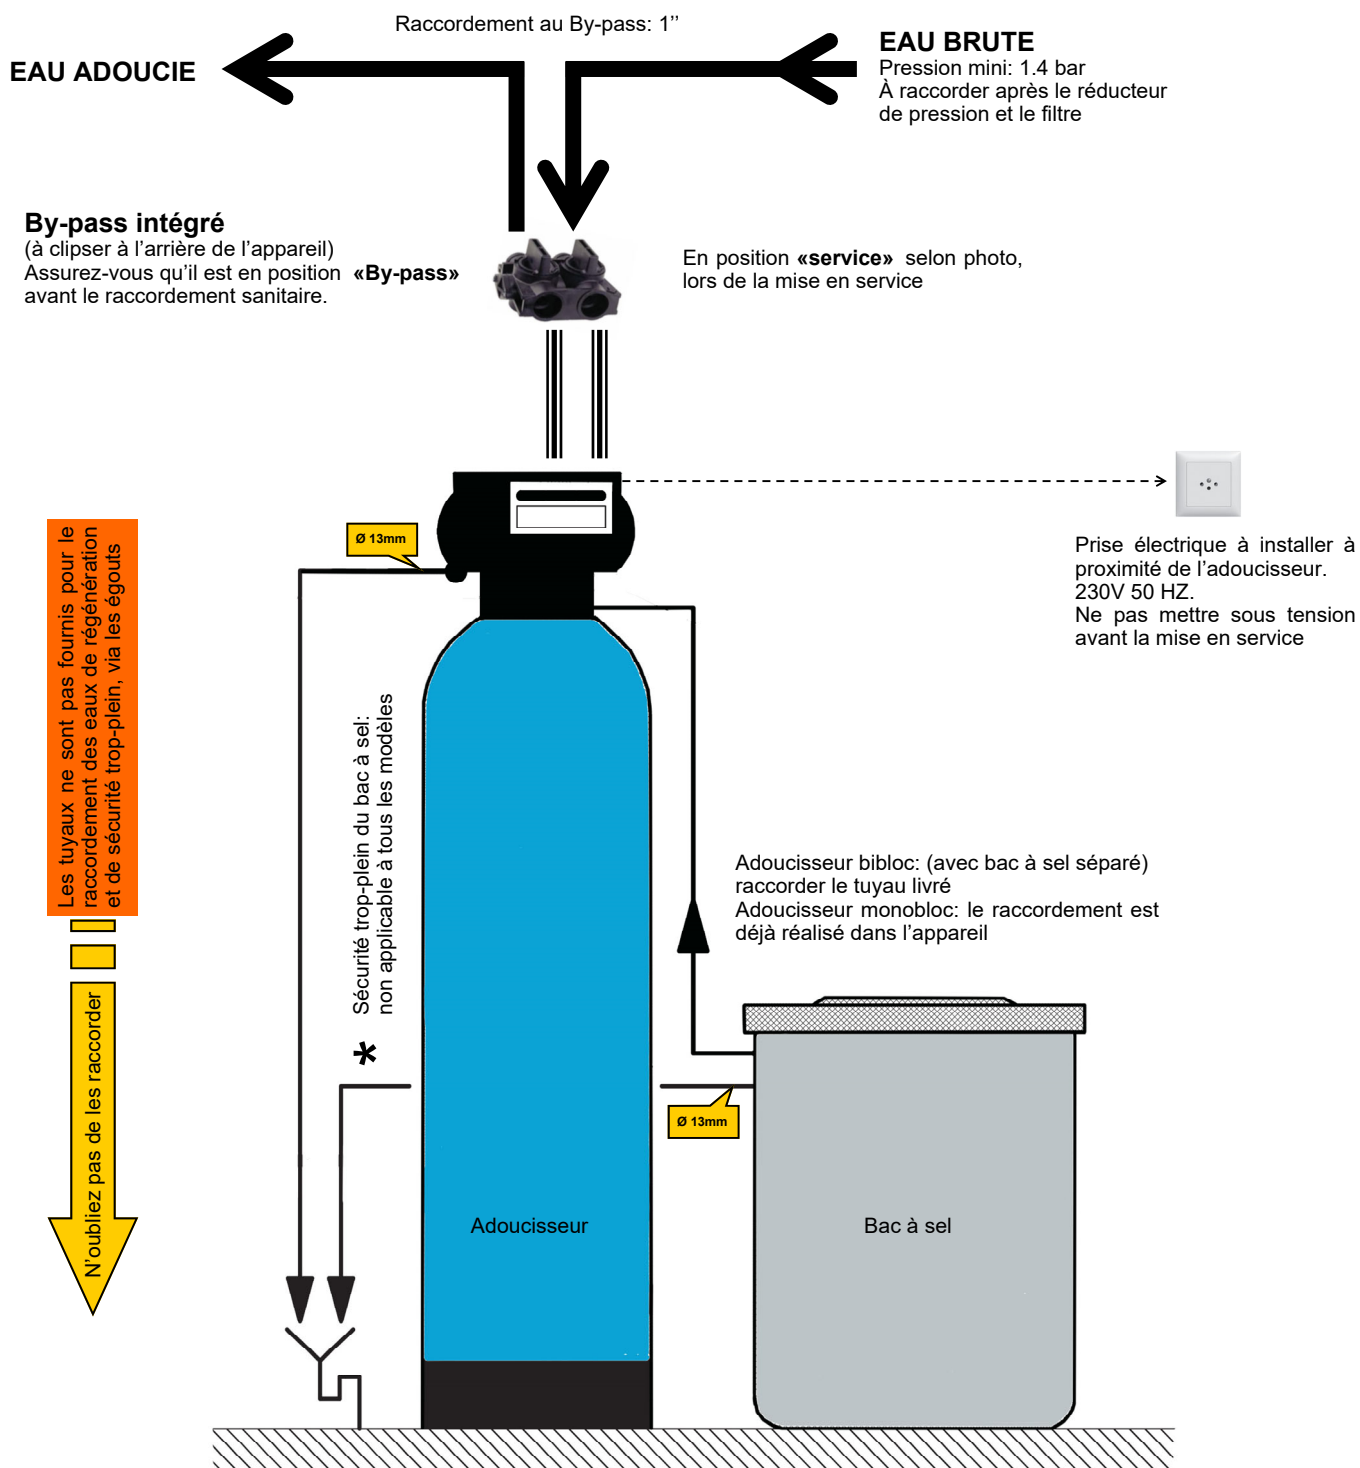 Raccordement au By-pass: 1’’
EAU ADOUCIE
EAU BRUTE
Pression mini: 1.4 bar
À raccorder après le réducteur
de pression et le filtre
By-pass intégré
(à clipser à l’arrière de l’appareil)
Assurez-vous qu’il est en position «By-pass»
avant le raccordement sanitaire.
En position «service» selon photo,
lors de la mise en service
Ø 13mm
Prise électrique à installer à
proximité de l’adoucisseur.
230V 50 HZ.
Ne pas mettre sous tension
avant la mise en service
Les tuyaux ne sont pas fournis pour le
raccordement des eaux de régénération
et de sécurité trop-plein, via les égouts
N’oubliez pas de les raccorder
Sécurité trop-plein du bac à sel:
non applicable à tous les modèles
*
Adoucisseur bibloc: (avec bac à sel séparé)
raccorder le tuyau livré
Adoucisseur monobloc: le raccordement est
déjà réalisé dans l’appareil
Ø 13mm
Adoucisseur
Bac à sel